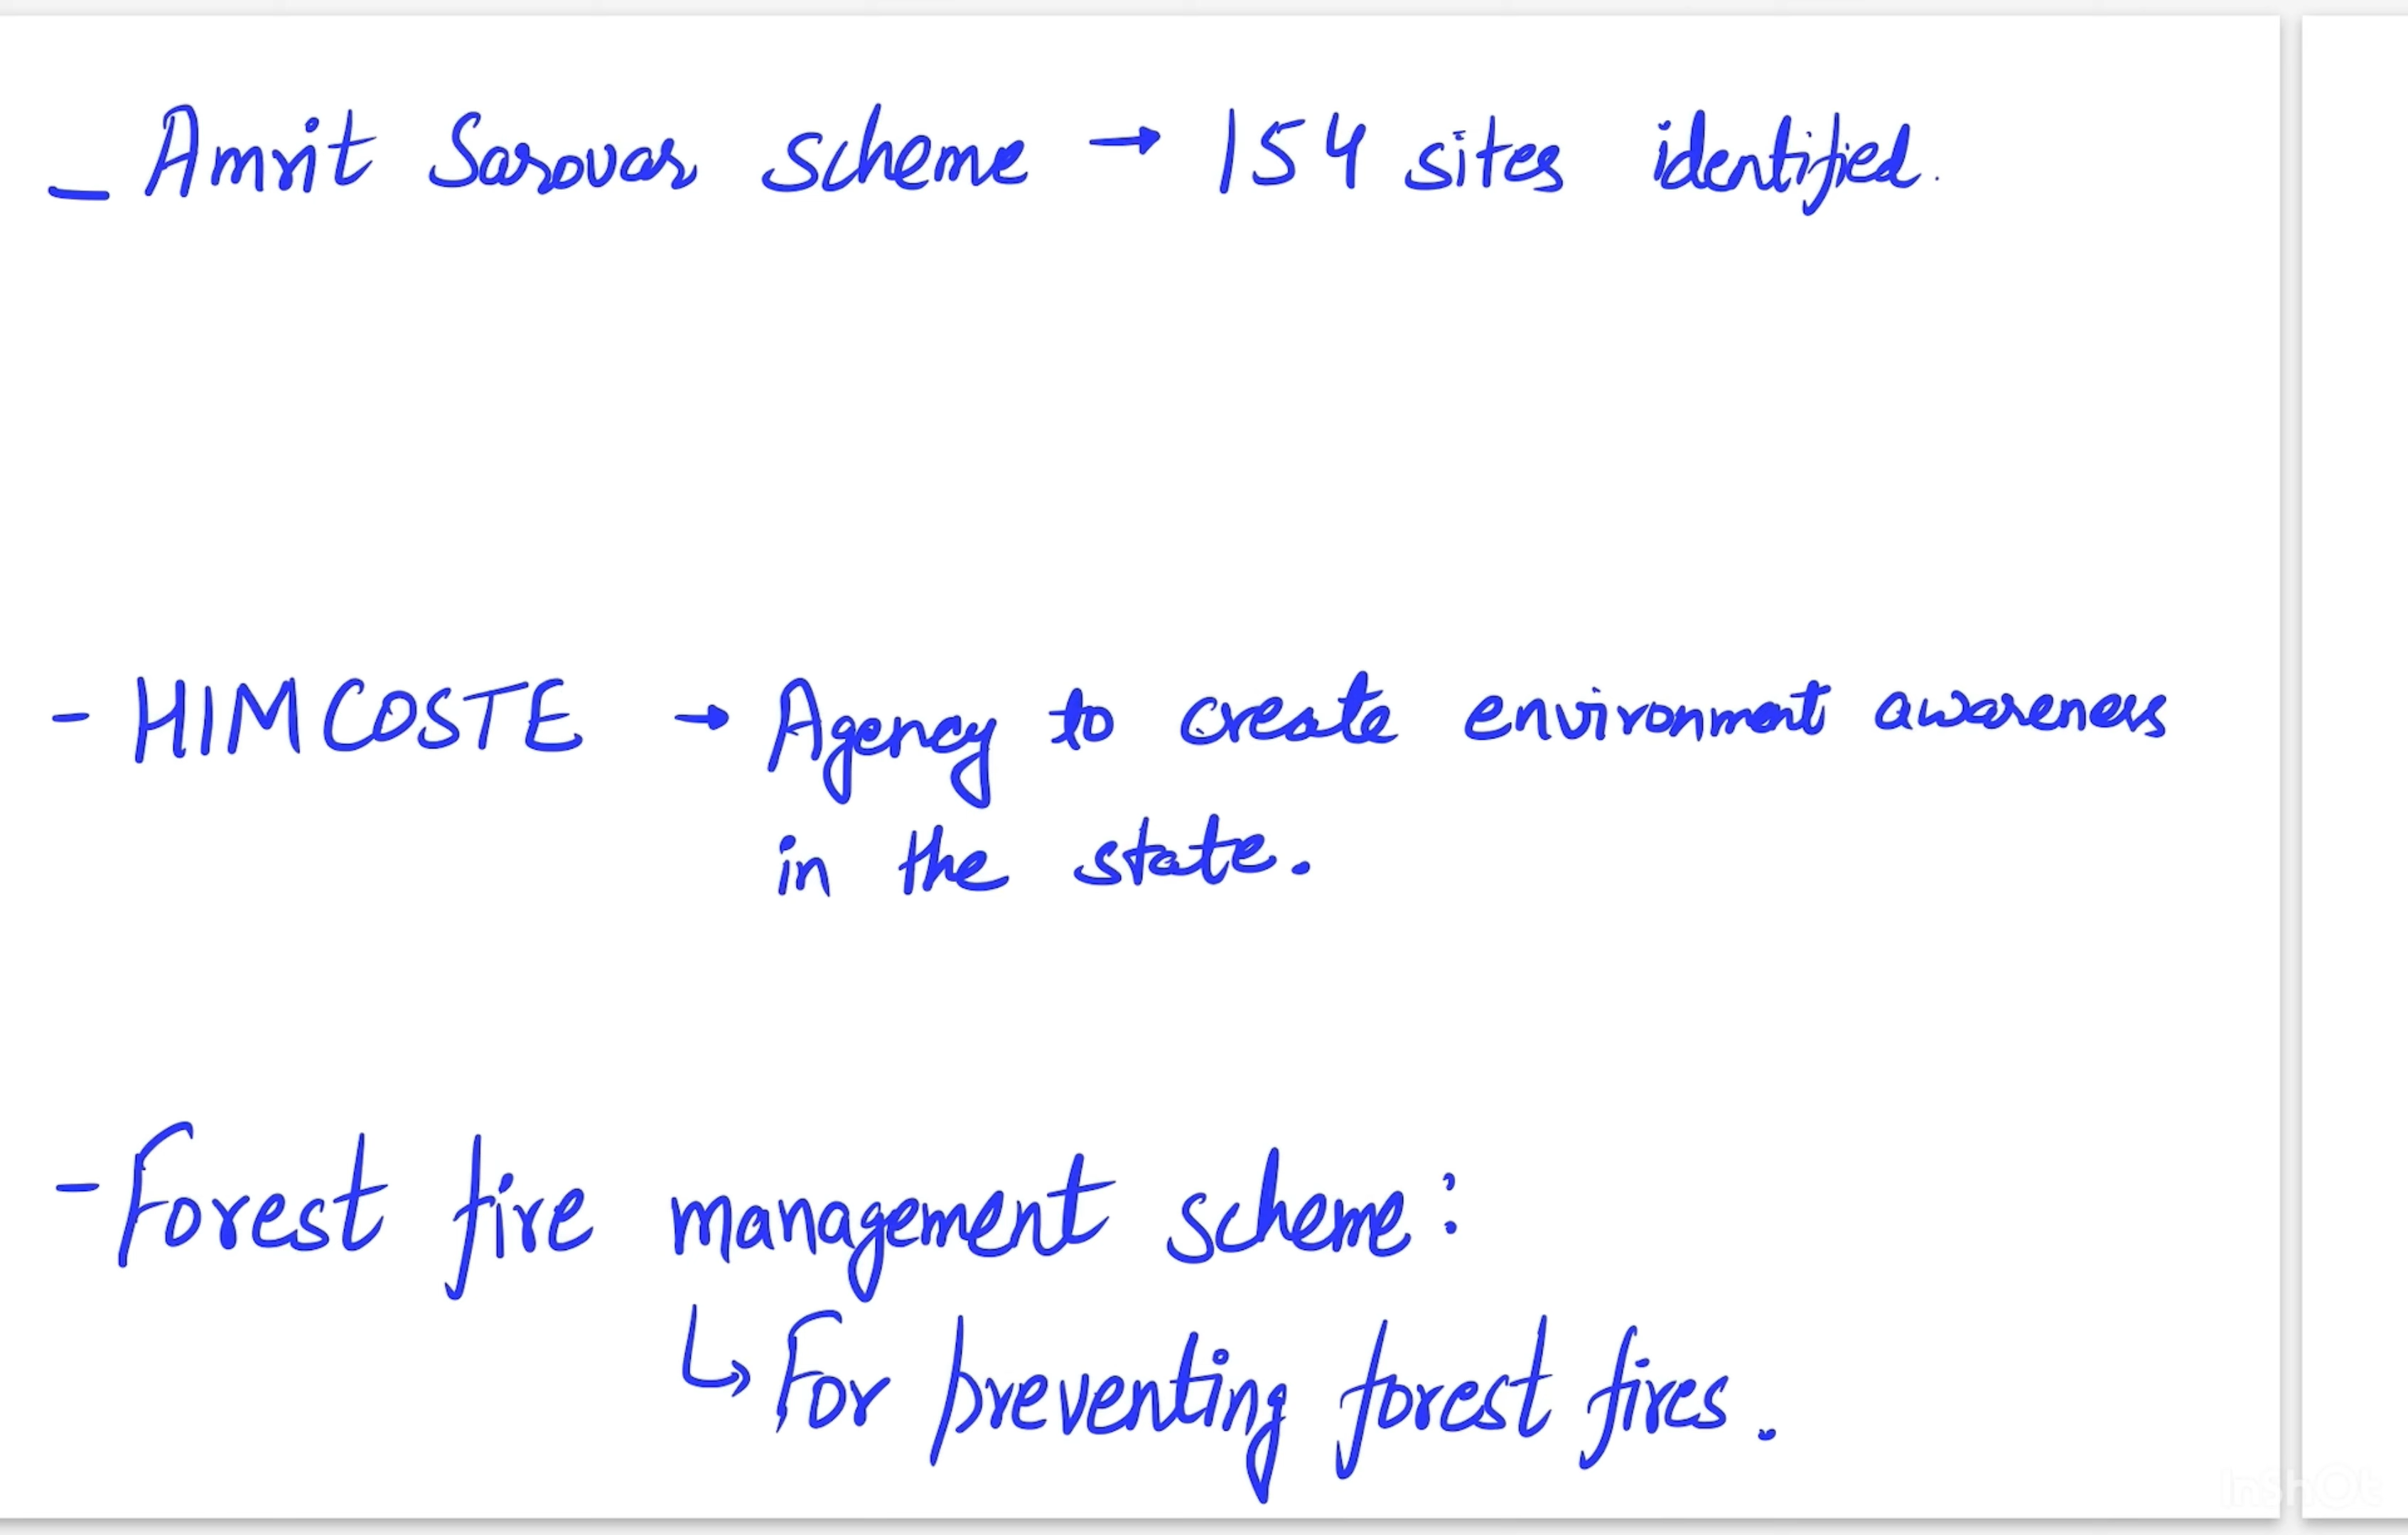 - Amrit Sarovar scheme → 154 sites identified.
- HIMCOSTE → Agency to create environment awareness
in the state.
- Forest fire management scheme:
↳ For preventing forest fires.
InShOt